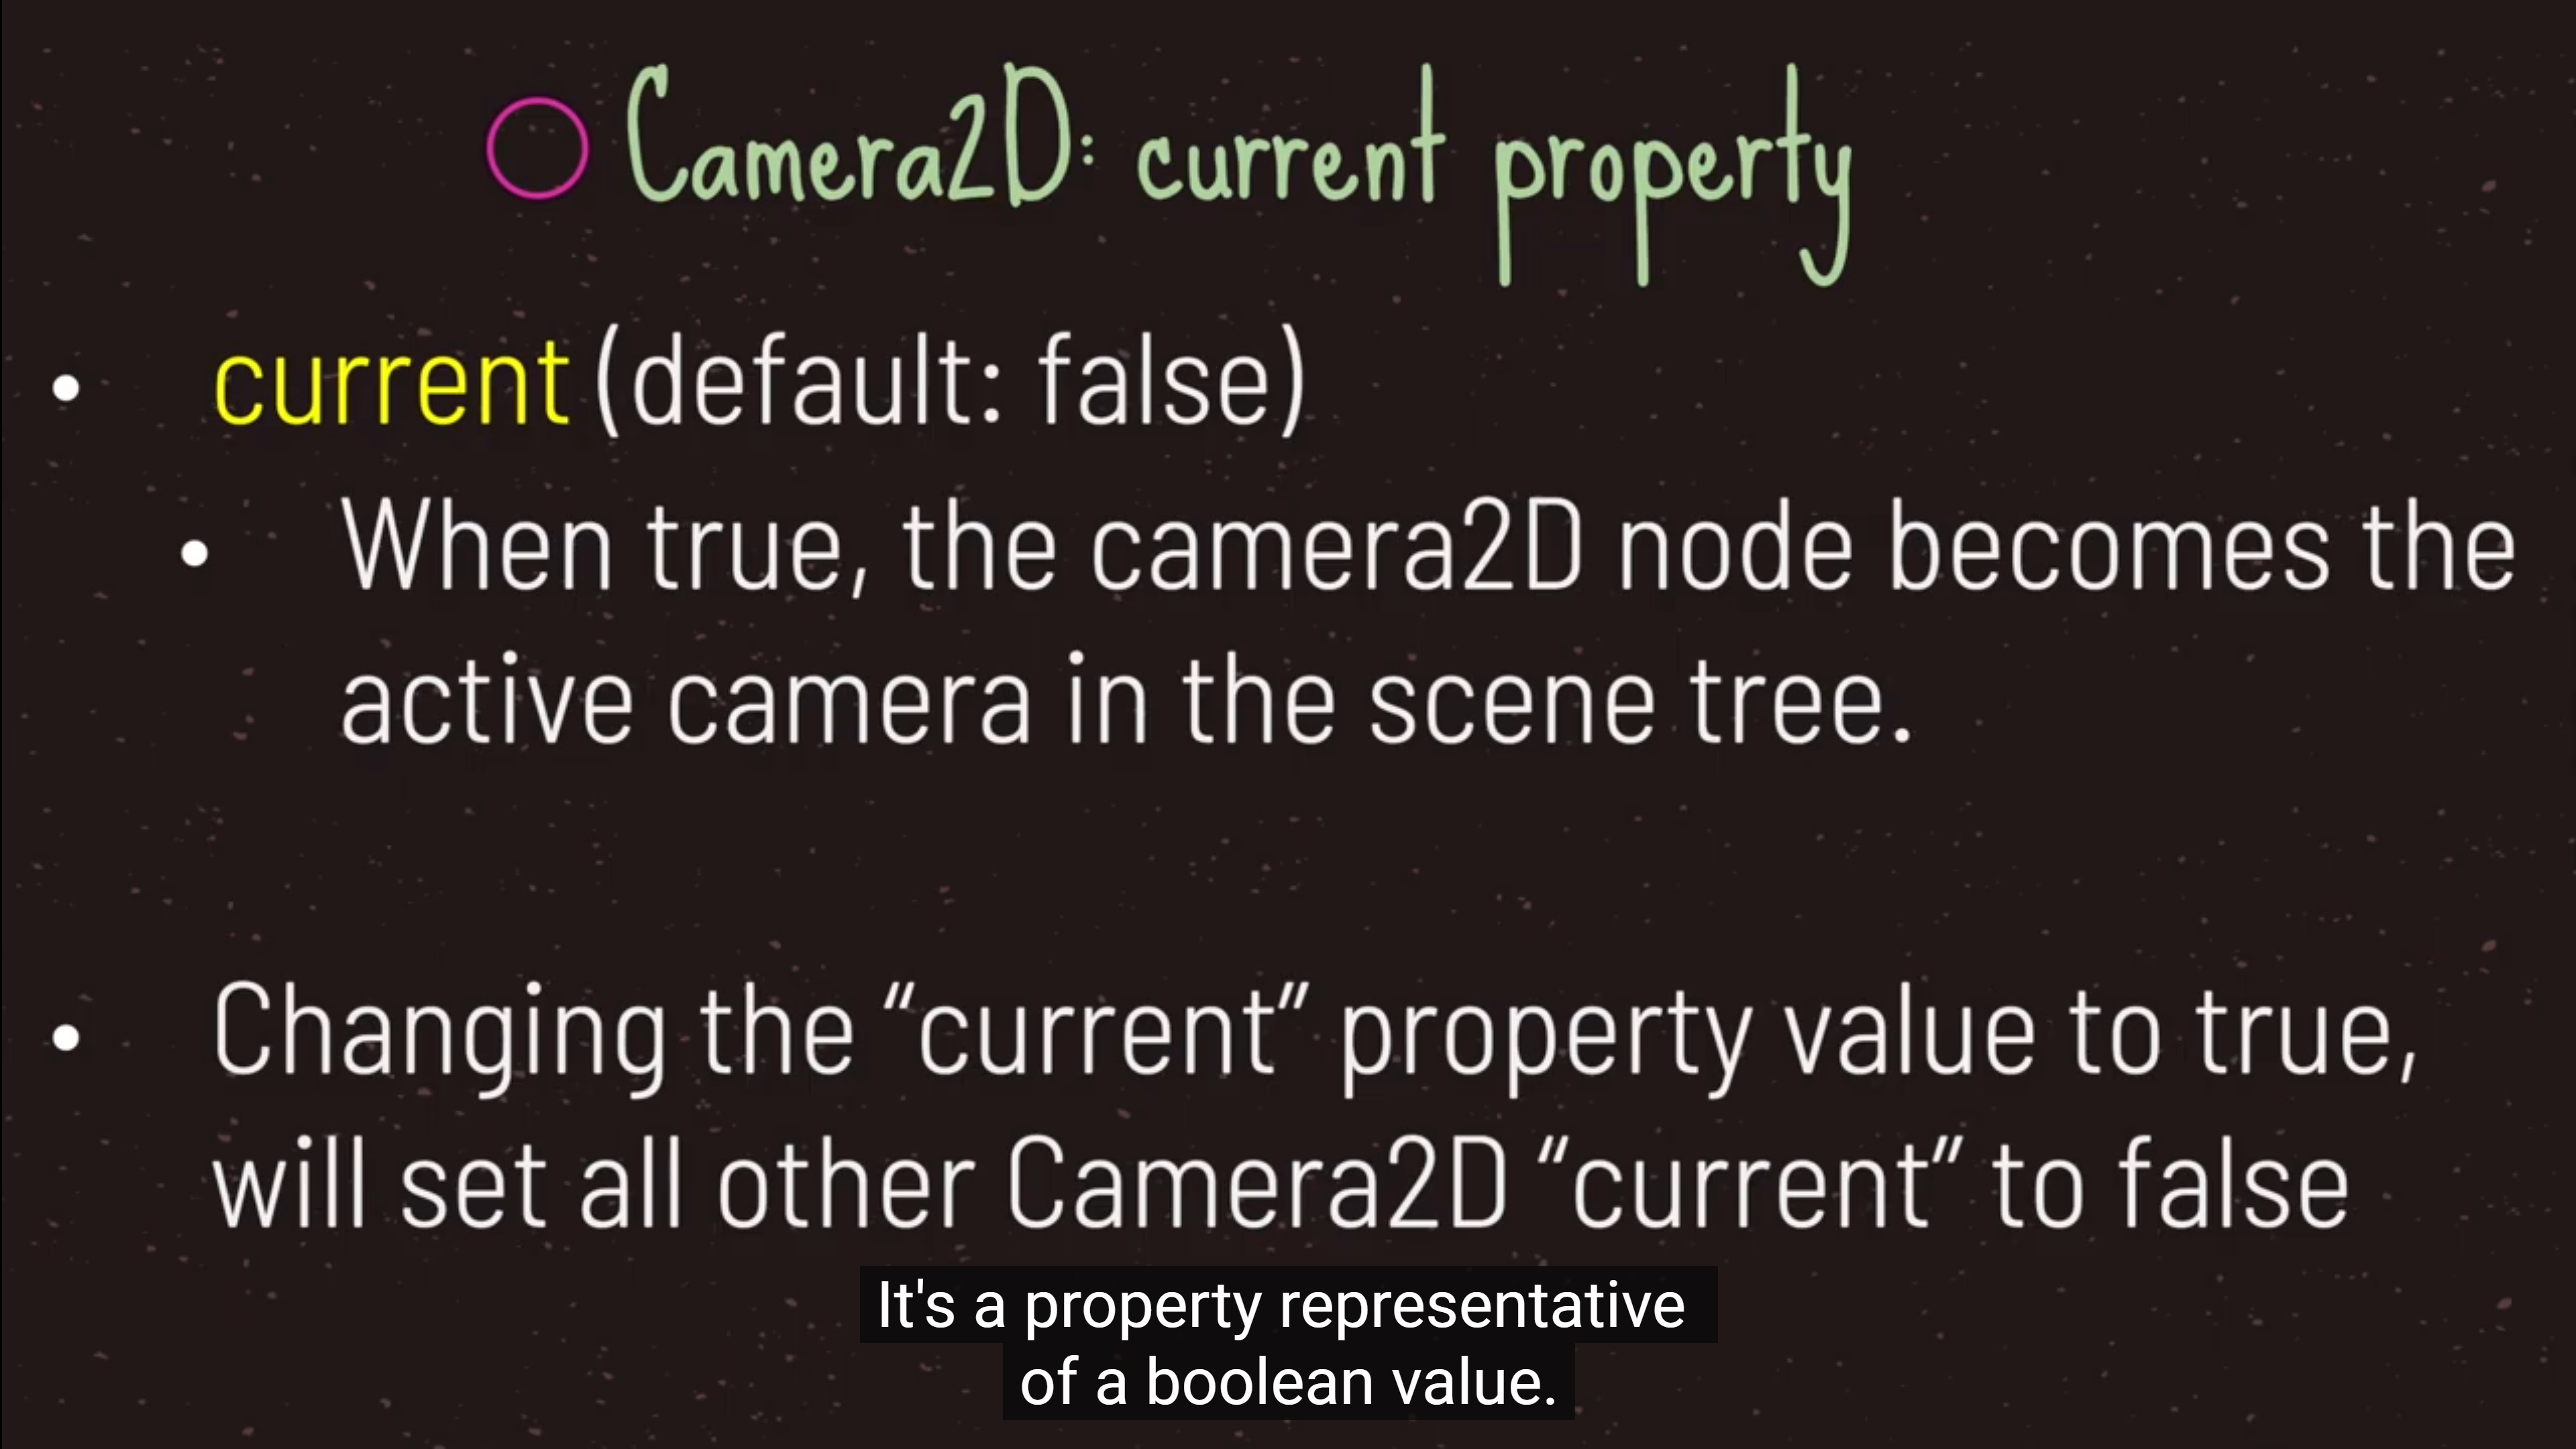 Camera2D: current property
• current (default: false)
• When true, the camera2D node becomes the
active camera in the scene tree.
• Changing the “current” property value to true,
will set all other Camera2D “current” to false
It's a property representative
of a boolean value.